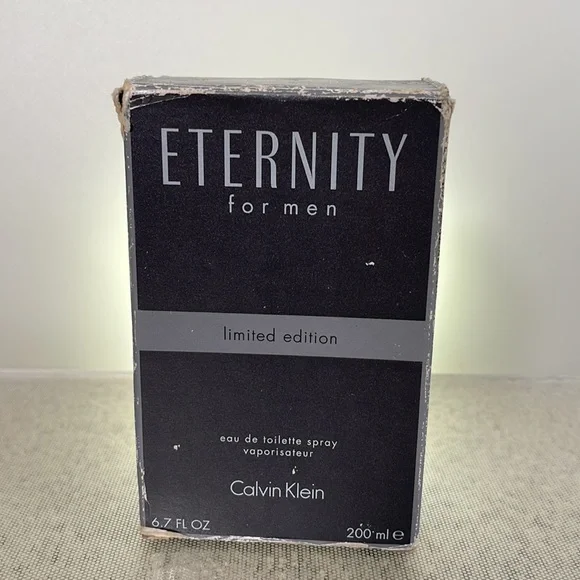 ETERNITY
for men
limited edition
eau de toilette spray
vaporisateur
Calvin Klein
6.7 FL OZ 200 ml ℮